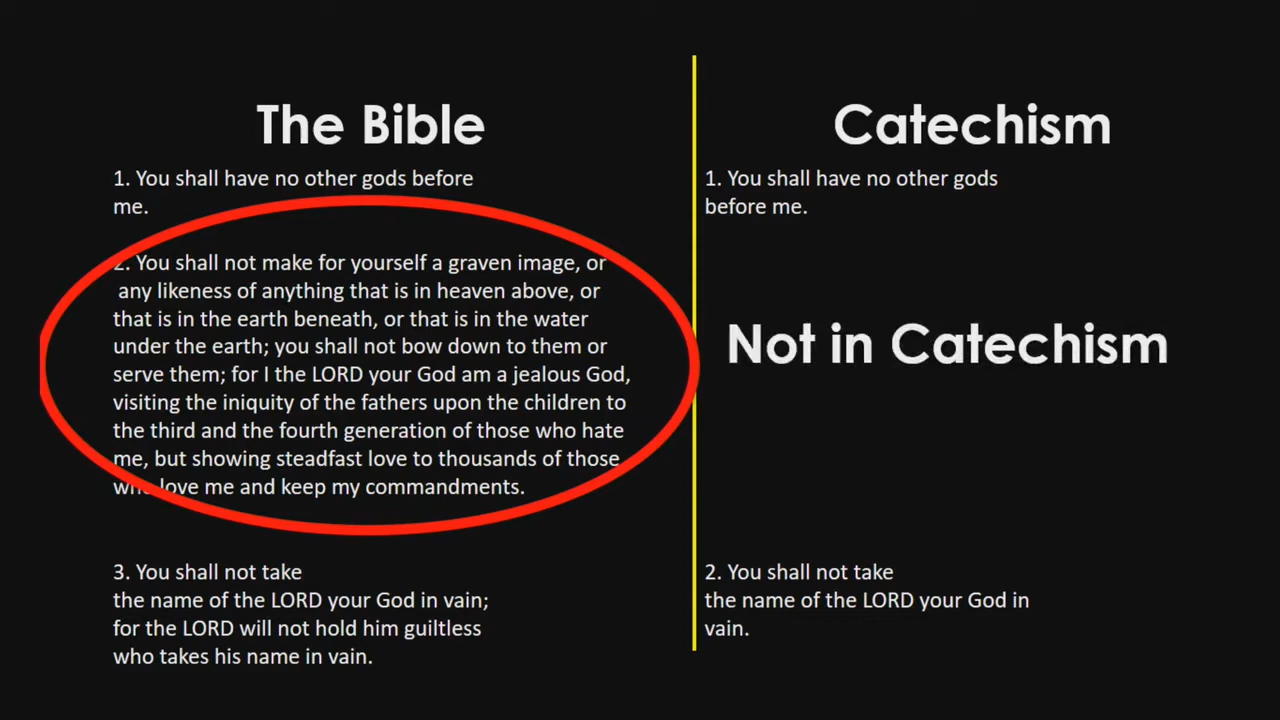 The Bible
1. You shall have no other gods before
me.
2. You shall not make for yourself a graven image, or
any likeness of anything that is in heaven above, or
that is in the earth beneath, or that is in the water
under the earth; you shall not bow down to them or
serve them; for I the LORD your God am a jealous God,
visiting the iniquity of the fathers upon the children to
the third and the fourth generation of those who hate
me, but showing steadfast love to thousands of those
who love me and keep my commandments.
3. You shall not take
the name of the LORD your God in vain;
for the LORD will not hold him guiltless
who takes his name in vain.
Catechism
1. You shall have no other gods
before me.
Not in Catechism
2. You shall not take
the name of the LORD your God in
vain.